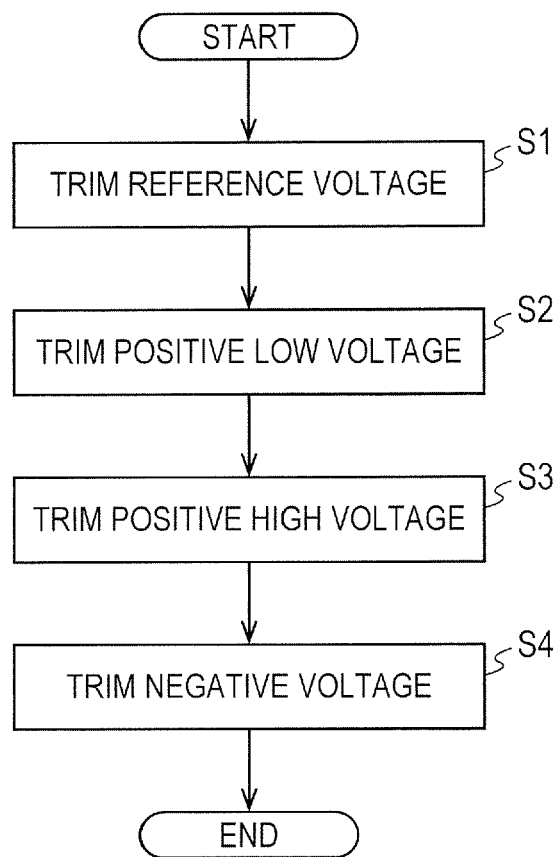 START
S1
TRIM REFERENCE VOLTAGE
S2
TRIM POSITIVE LOW VOLTAGE
S3
TRIM POSITIVE HIGH VOLTAGE
S4
TRIM NEGATIVE VOLTAGE
END